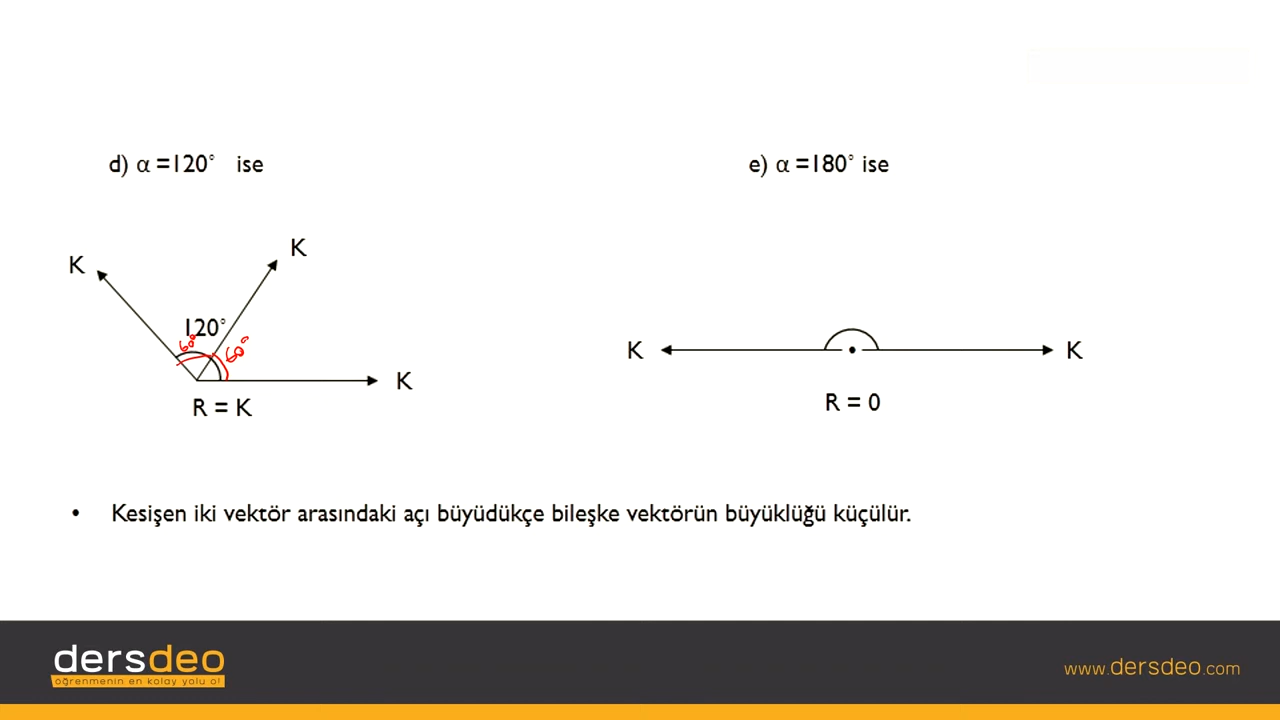 d) α =120° ise
K
K
120°
60°
60°
K
R = K
e) α =180° ise
K
K
R = 0
• Kesişen iki vektör arasındaki açı büyüdükçe bileşke vektörün büyüklüğü küçülür.
dersdeo
öğrenmenin en kolay yolu o!
www.dersdeo.com